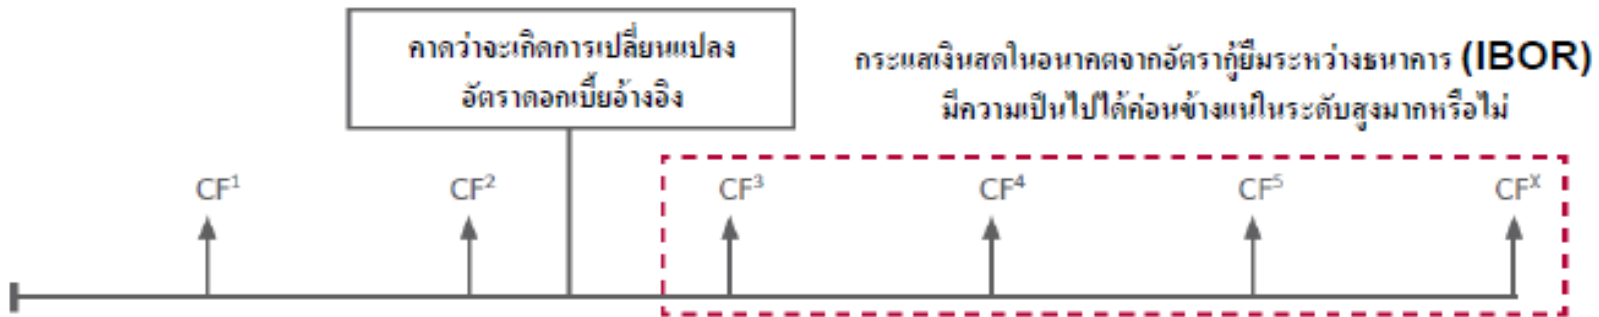 คาดว่าจะเกิดการเปลี่ยนแปลง
อัตราดอกเบี้ยอ้างอิง
กระแสเงินสดในอนาคตจากอัตรากู้ยืมระหว่างธนาคาร (IBOR)
มีความเป็นไปได้ค่อนข้างแน่ในระดับสูงมากหรือไม่
CF¹ CF² CF³ CF⁴ CF⁵ CFˣ